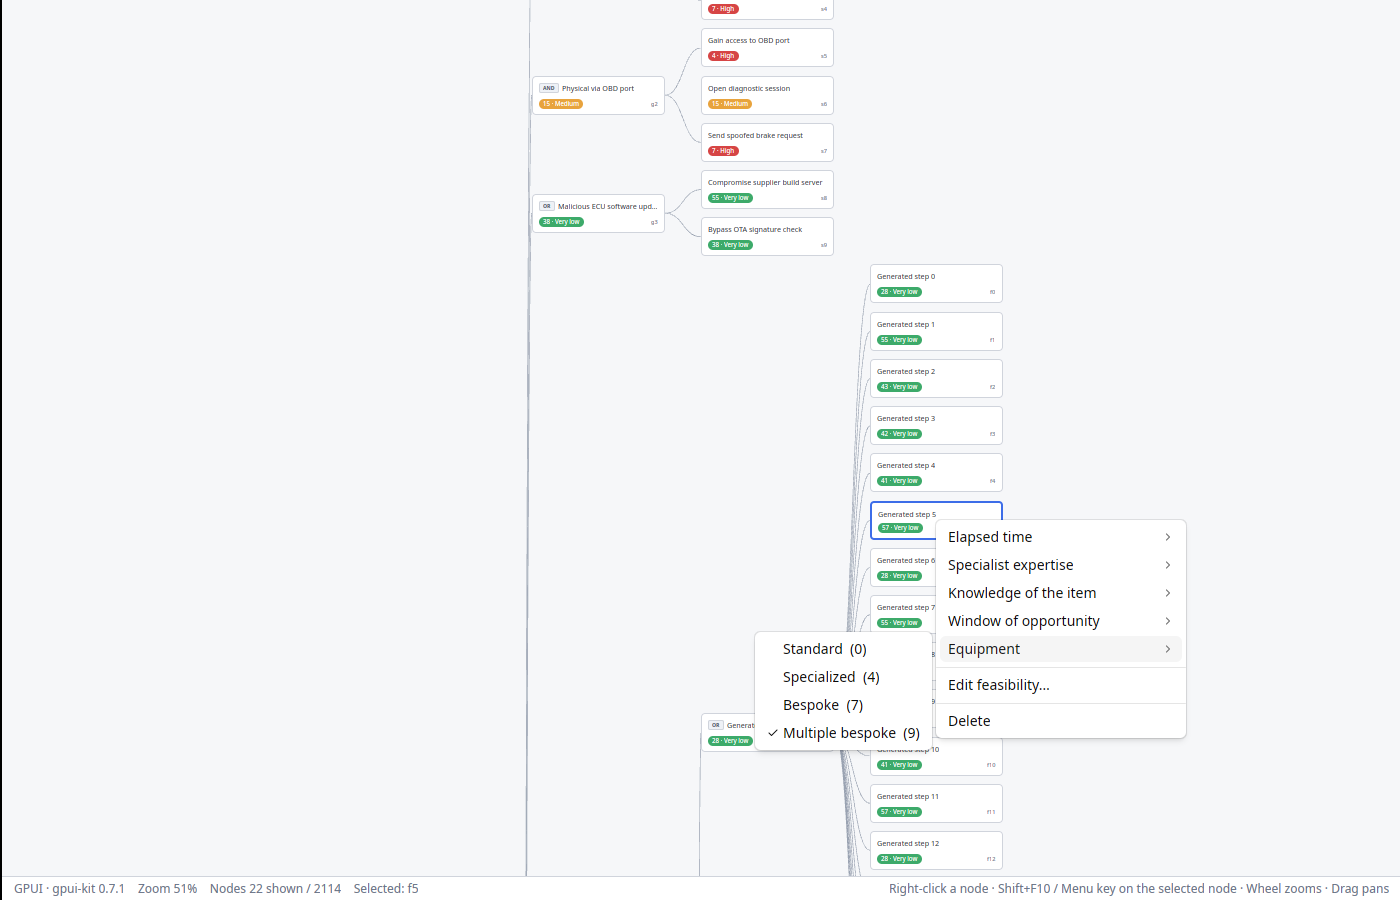 7 · High s4
Gain access to OBD port
4 · High s5
AND Physical via OBD port
15 · Medium g2
Open diagnostic session
15 · Medium s6
Send spoofed brake request
7 · High s7
Compromise supplier build server
55 · Very low s8
OR Malicious ECU software upd...
38 · Very low g3
Bypass OTA signature check
38 · Very low s9
Generated step 0
28 · Very low f0
Generated step 1
55 · Very low f1
Generated step 2
43 · Very low f2
Generated step 3
42 · Very low f3
Generated step 4
41 · Very low f4
Generated step 5
57 · Very low
Generated step 6
28 · Very low
Generated step 7
55 · Very low
8
9
Elapsed time
Specialist expertise
Knowledge of the item
Window of opportunity
Equipment
Edit feasibility...
Delete
Standard (0)
Specialized (4)
Bespoke (7)
Multiple bespoke (9)
OR Generat
28 · Very low
Generated step 10
41 · Very low f10
Generated step 11
57 · Very low f11
Generated step 12
28 · Very low f12
GPUI · gpui-kit 0.7.1 Zoom 51% Nodes 22 shown / 2114 Selected: f5
Right-click a node · Shift+F10 / Menu key on the selected node · Wheel zooms · Drag pans